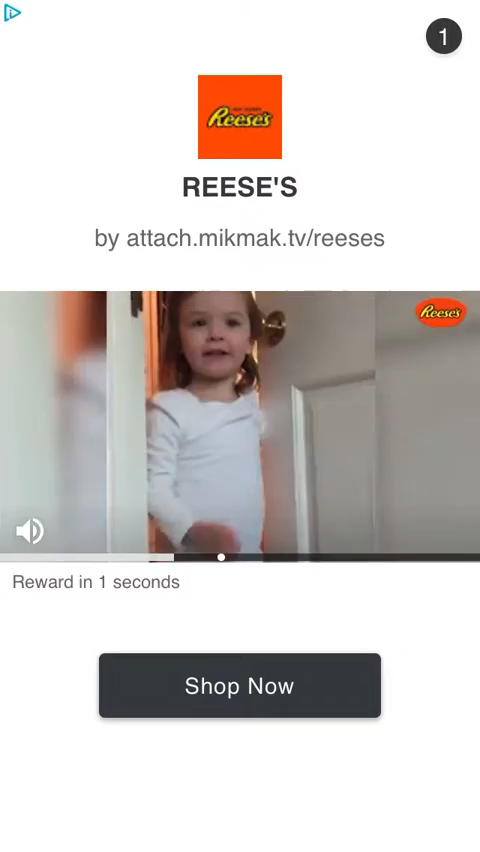 1
Reese's
REESE'S
by attach.mikmak.tv/reeses
Reese's
Reward in 1 seconds
Shop Now